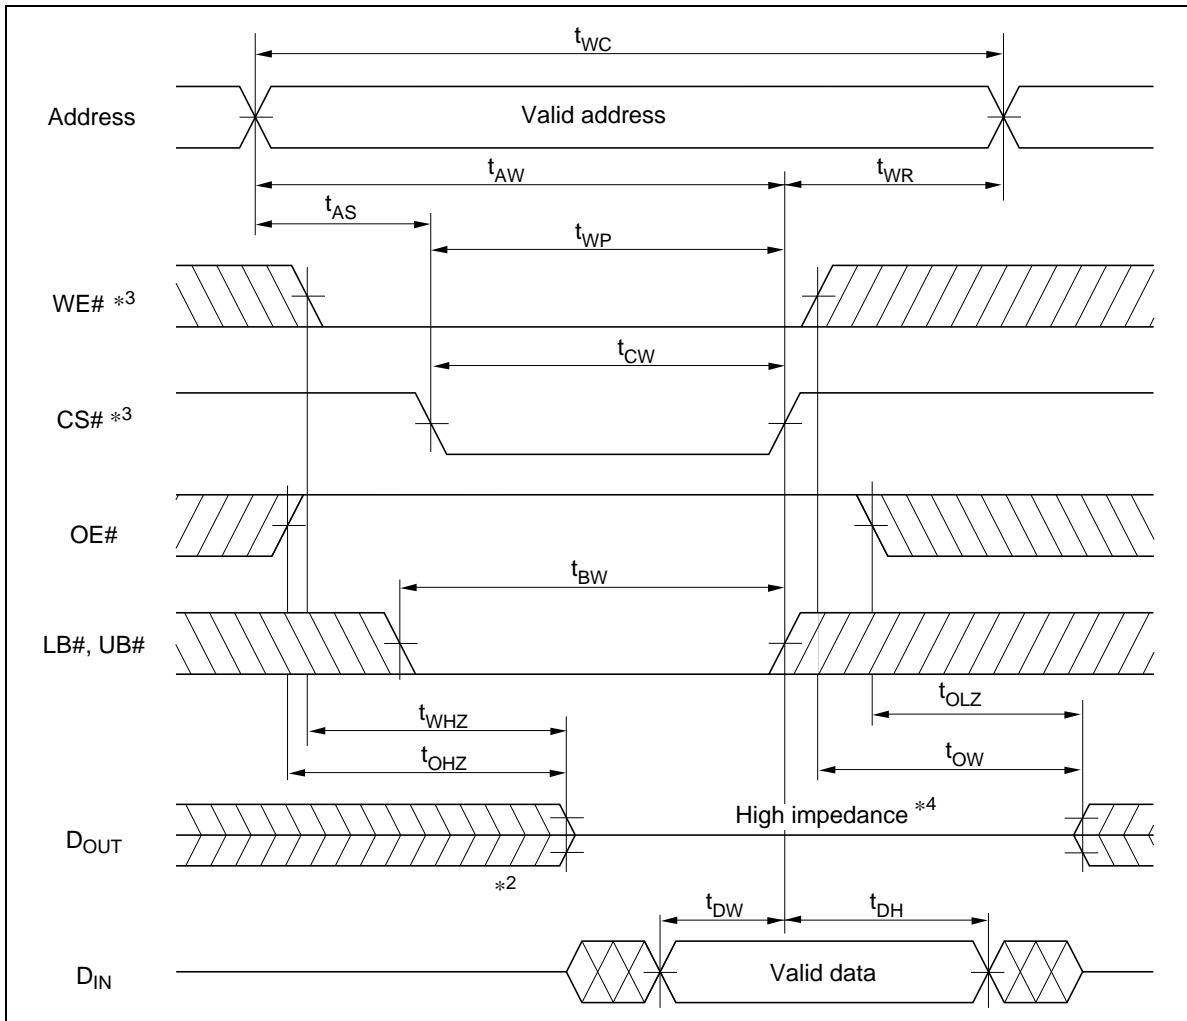 tWC
Address
Valid address
tAW
tWR
tAS
tWP
WE# *3
tCW
CS# *3
OE#
tBW
LB#, UB#
tOLZ
tWHZ
tOW
tOHZ
High impedance *4
DOUT
*2
tDW
tDH
DIN
Valid data